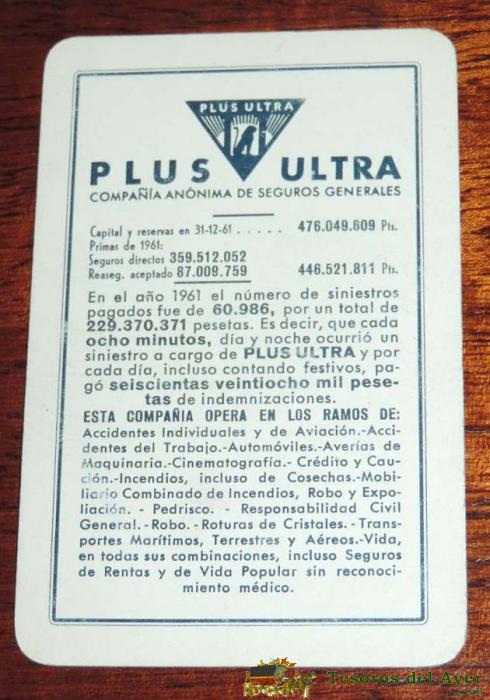 PLUS ULTRA
PLUS ULTRA
COMPAÑÍA ANÓNIMA DE SEGUROS GENERALES
Capital y reservas en 31-12-61 . . . . . 476.049.609 Pts.
Primas de 1961:
Seguros directos 359.512.052
Reaseg. aceptado 87.009.759 446.521.811 Pts.
En el año 1961 el número de siniestros
pagados fue de 60.986, por un total de
229.370.371 pesetas. Es decir, que cada
ocho minutos, día y noche ocurrió un
siniestro a cargo de PLUS ULTRA y por
cada día, incluso contando festivos, pa-
gó seiscientas veintiocho mil pese-
tas de indemnizaciones.
ESTA COMPAÑIA OPERA EN LOS RAMOS DE:
Accidentes Individuales y de Aviación.-Acci-
dentes del Trabajo.-Automóviles.-Averías de
Maquinaria.-Cinematografía.- Crédito y Cau-
ción.-Incendios, incluso de Cosechas.-Mobi-
liario Combinado de Incendios, Robo y Expo-
liación. - Pedrisco. - Responsabilidad Civil
General. - Robo. - Roturas de Cristales. - Trans-
portes Marítimos, Terrestres y Aéreos.-Vida,
en todas sus combinaciones, incluso Seguros
de Rentas y de Vida Popular sin reconoci-
miento médico.
Tesoros del Ayer